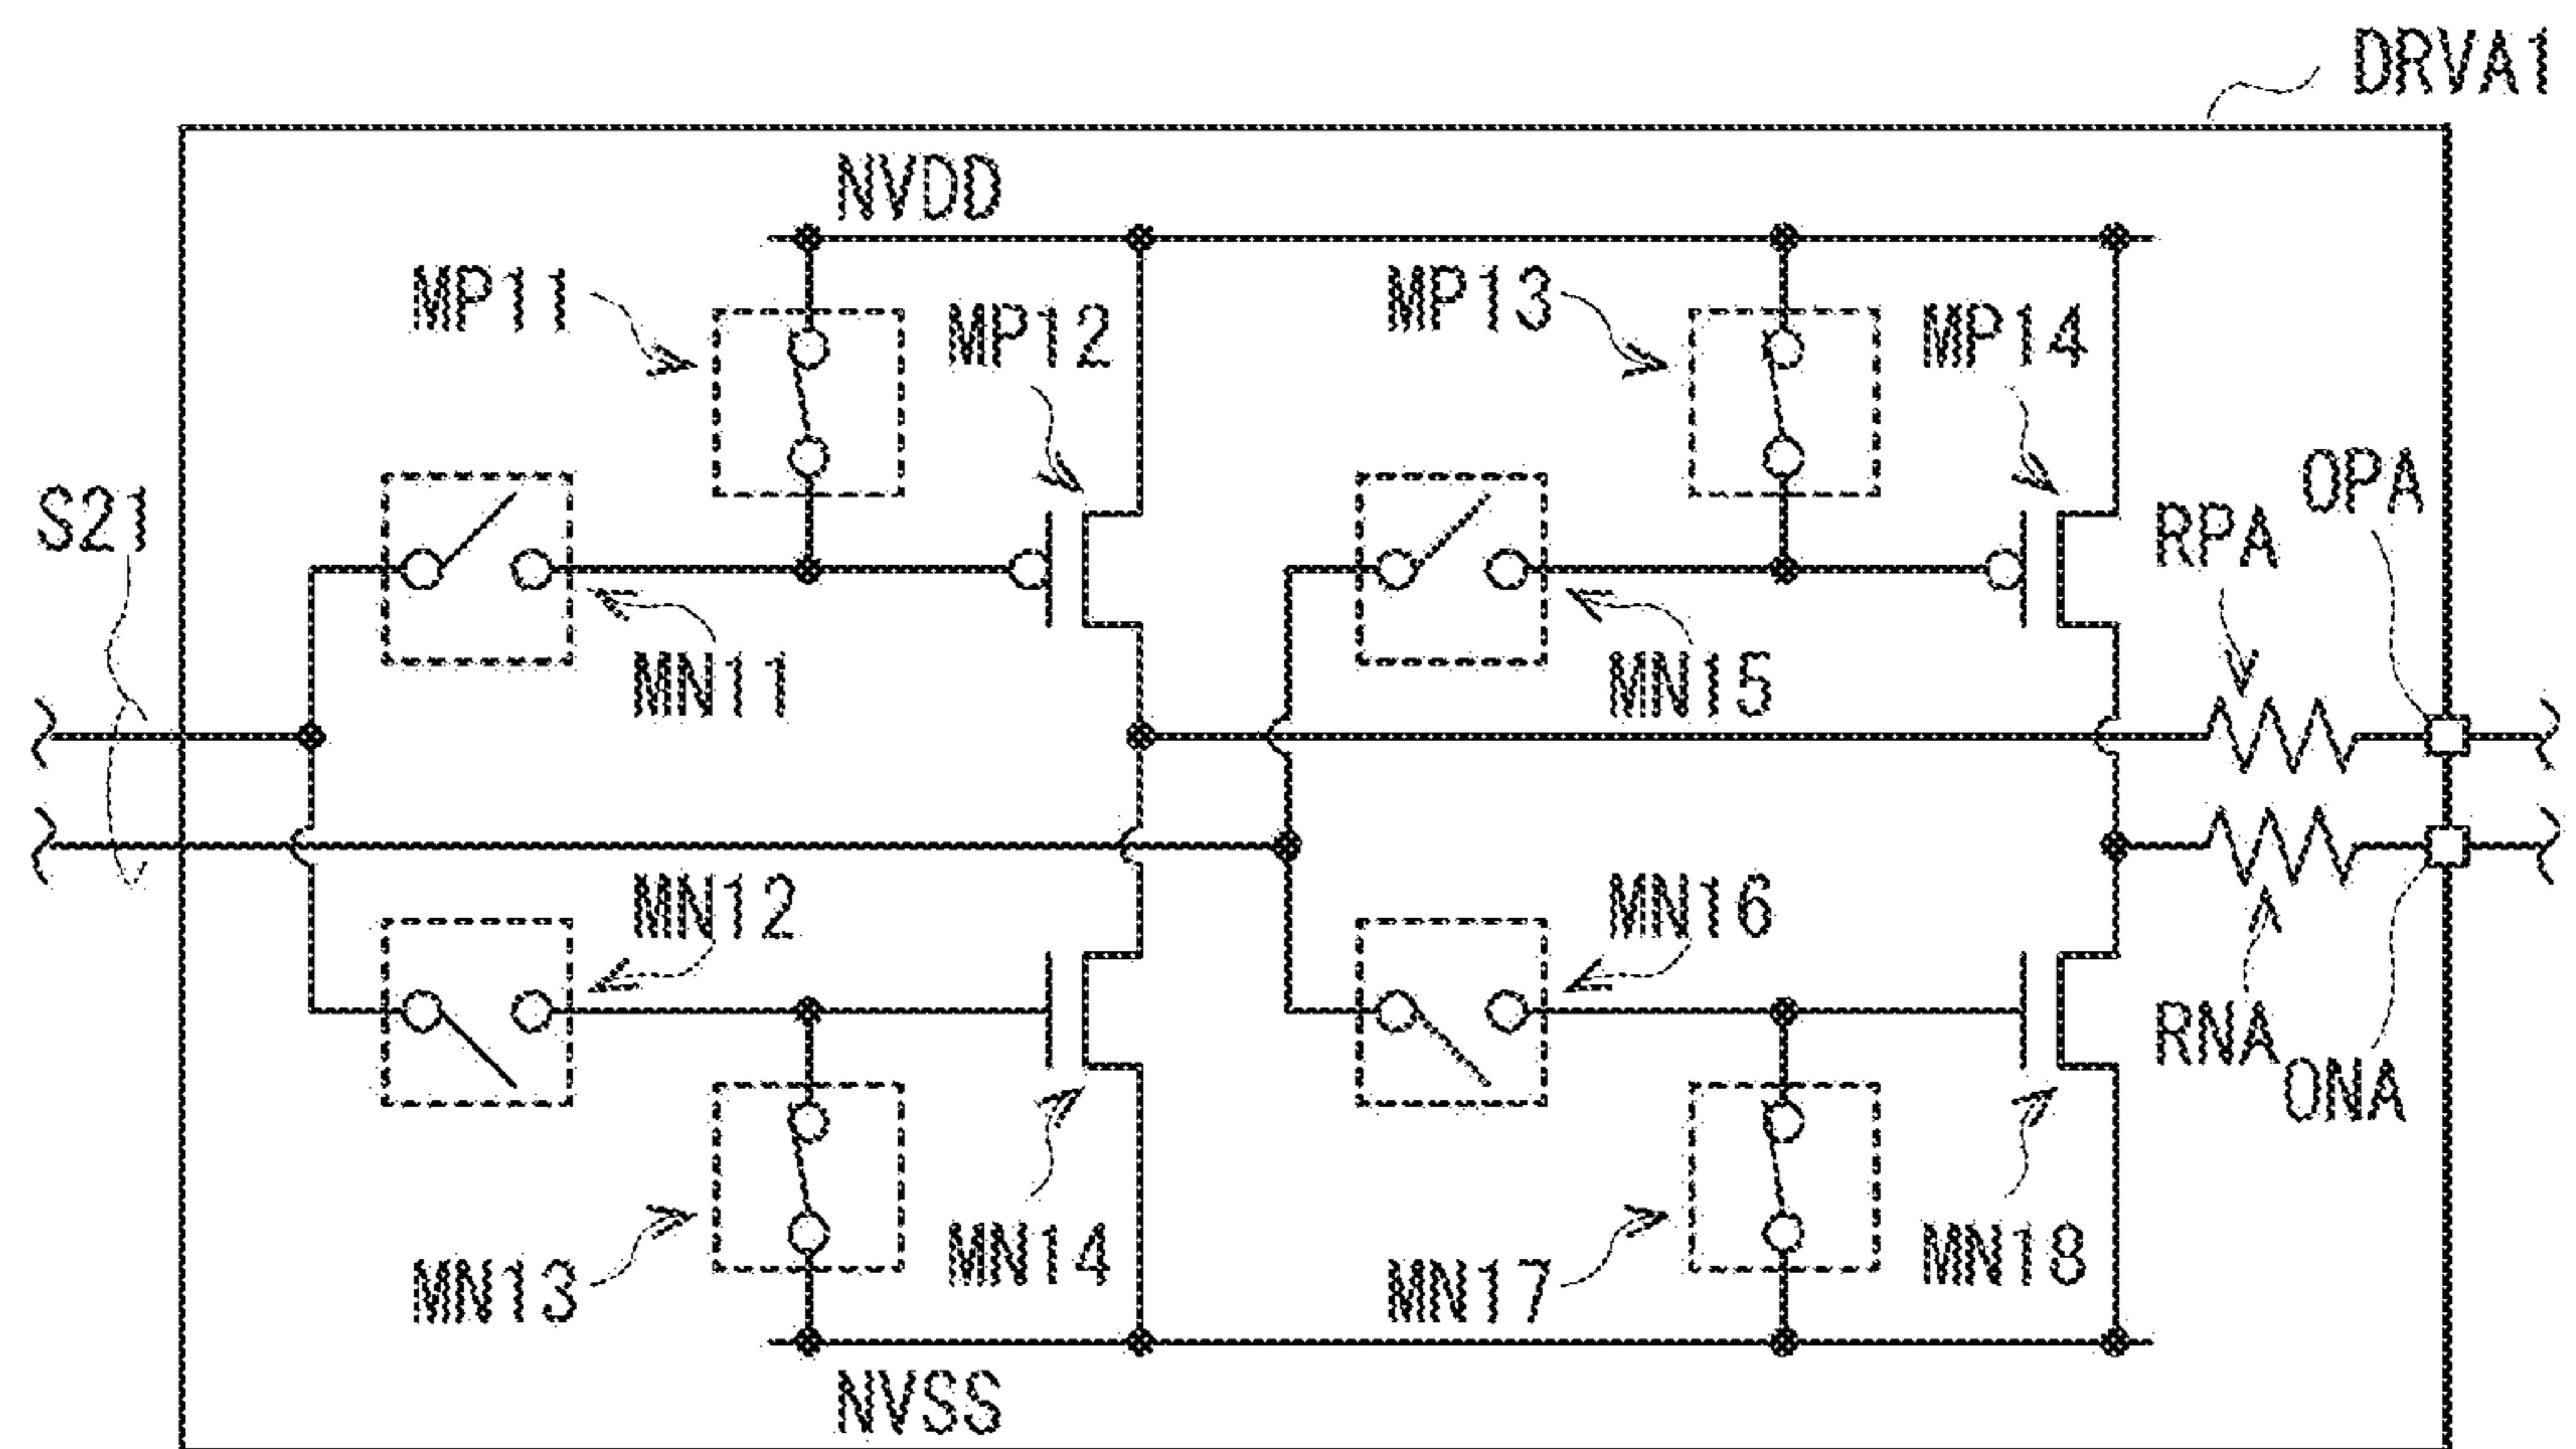 DRVA1
NVDD
MP11
MP12
MP13
MP14
S21
OPA
RPA
MN11
MN15
MN12
MN16
RNA
ONA
MN13
MN14
MN17
MN18
NVSS